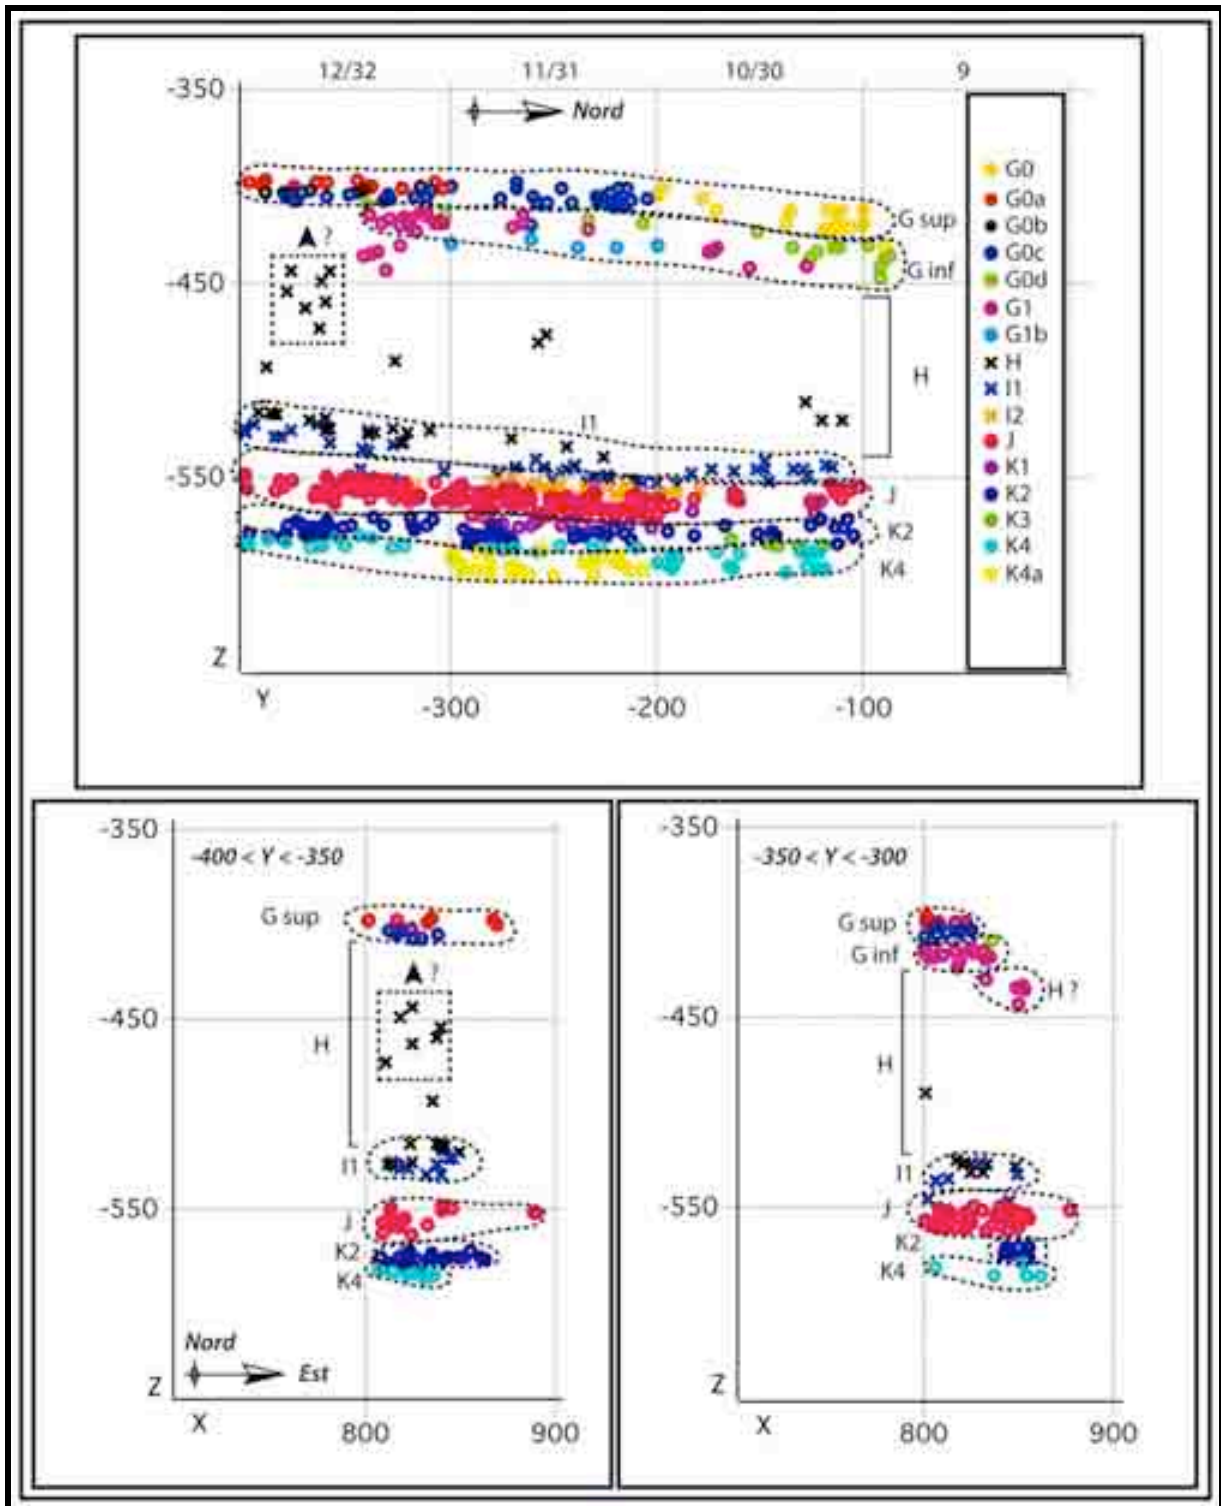 12/32 11/31 10/30 9
-350
Nord
G0
G0a
G0b
G0c
G0d
G1
G1b
H
I1
I2
J
K1
K2
K3
K4
K4a
G sup
?
G inf
-450
H
I1
-550
J
K2
K4
Z
Y
-300 -200 -100
-350
-400 < Y < -350
G sup
?
-450
H
I1
-550
J
K2
K4
Nord
Est
Z
X
800 900
-350
-350 < Y < -300
G sup
G inf
H ?
-450
H
I1
-550
J
K2
K4
Z
X
800 900